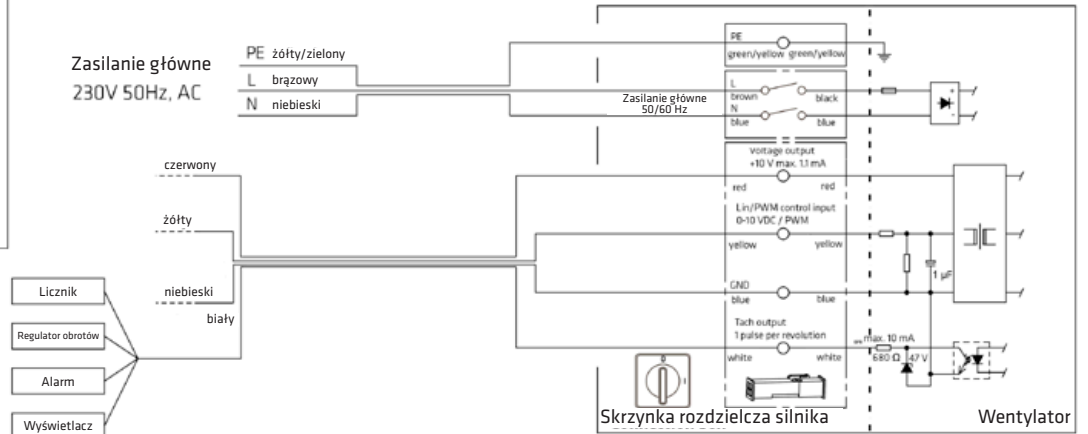 Zasilanie główne
230V 50Hz, AC
PE żółty/zielony
L brązowy
N niebieski
czerwony
żółty
niebieski
biały
Licznik
Regulator obrotów
Alarm
Wyświetlacz
Zasilanie główne
50/60 Hz
PE
green/yellow green/yellow
L
brown black
N
blue blue
+ 
-
Voltage output
+10 V max. 1.1 mA
red red
Lin/PWM control input
0-10 VDC / PWM
yellow yellow
1 µF
GND
blue blue
Tach output
1 pulse per revolution
white white
max. 10 mA
680 Ω 47 V
0
I
Skrzynka rozdzielcza silnika
Wentylator